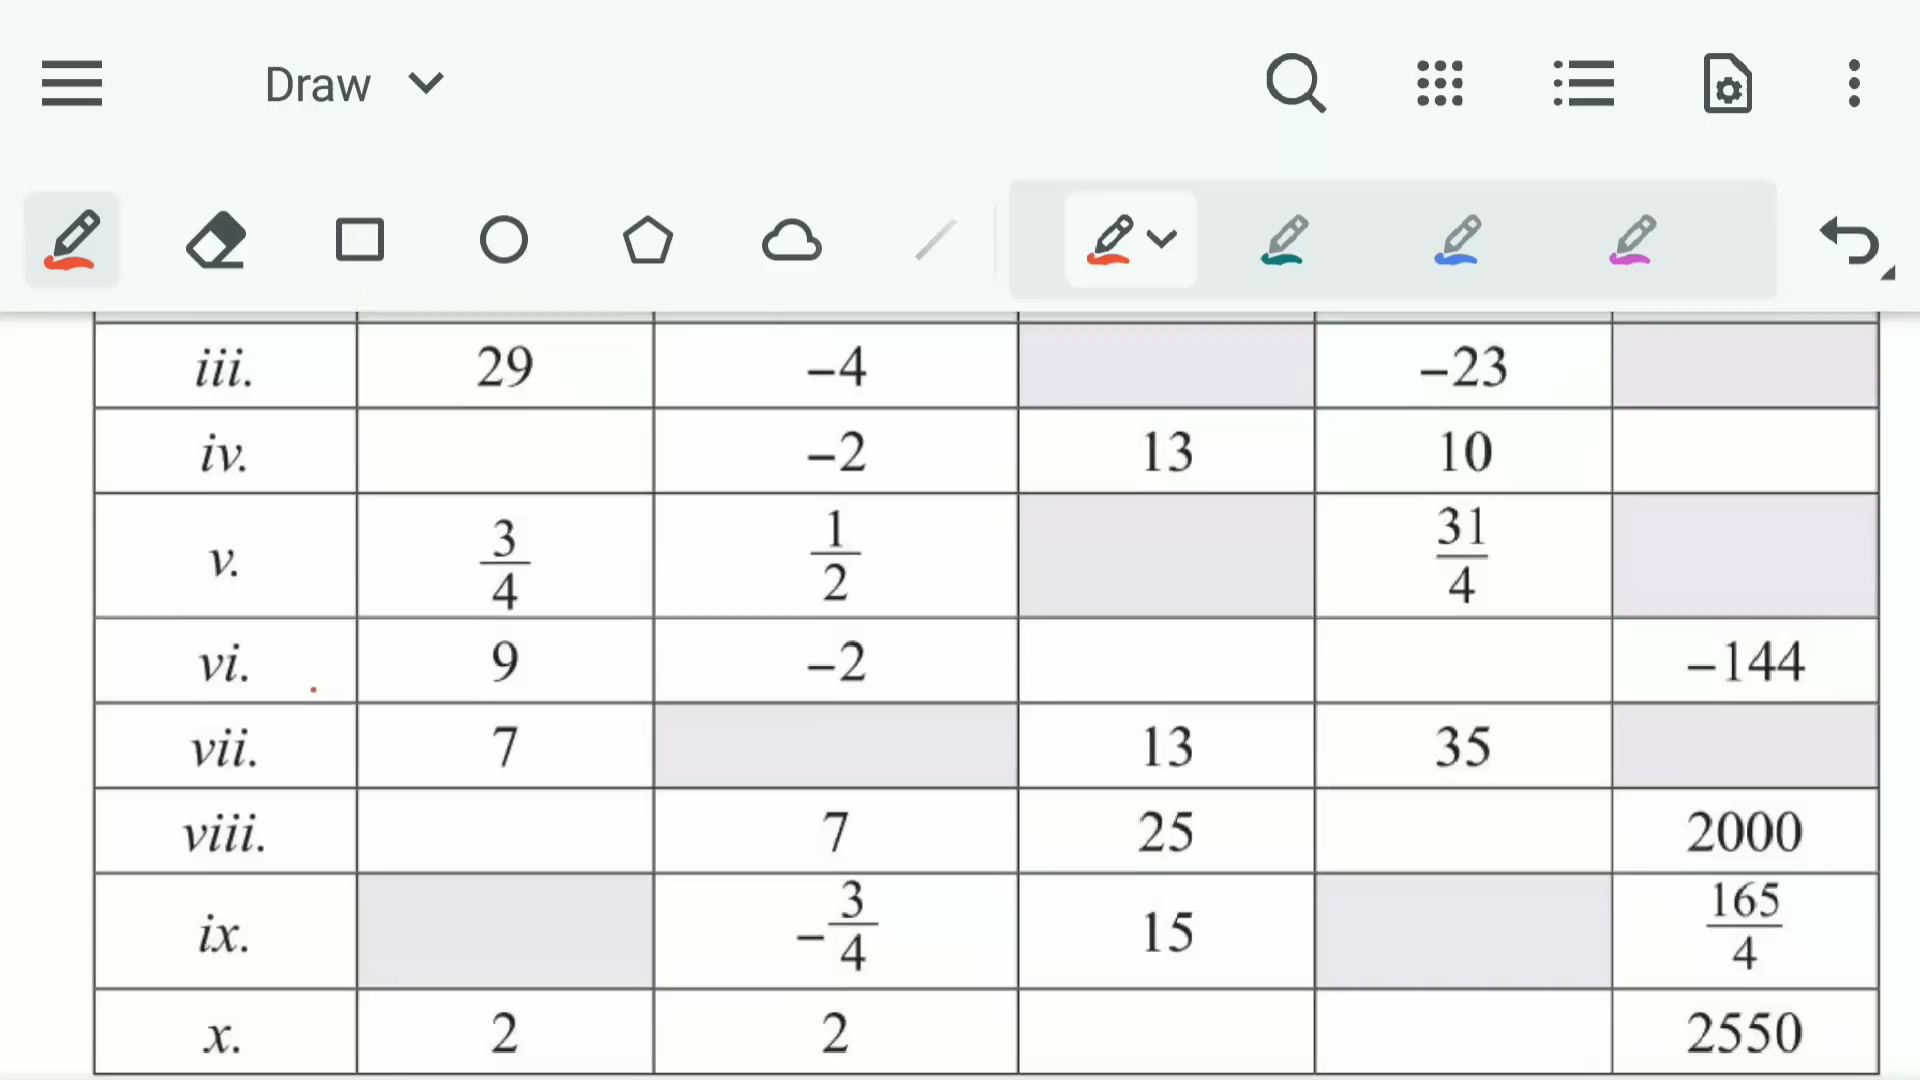 Draw
iii. 29 −4 −23
iv. −2 13 10
v. 3/4 1/2 31/4
vi. 9 −2 −144
vii. 7 13 35
viii. 7 25 2000
ix. −3/4 15 165/4
x. 2 2 2550